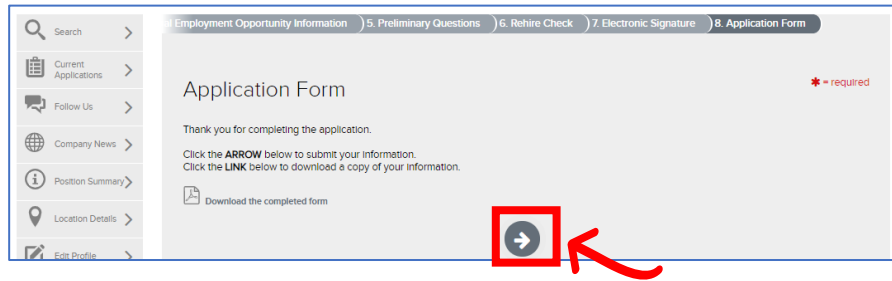 Search
Current
Applications
Follow Us
Company News
Position Summary
Location Details
Edit Profile
l Employment Opportunity Information 5. Preliminary Questions 6. Rehire Check 7. Electronic Signature 8. Application Form
Application Form
✱ = required
Thank you for completing the application.
Click the ARROW below to submit your information.
Click the LINK below to download a copy of your information.
Download the completed form